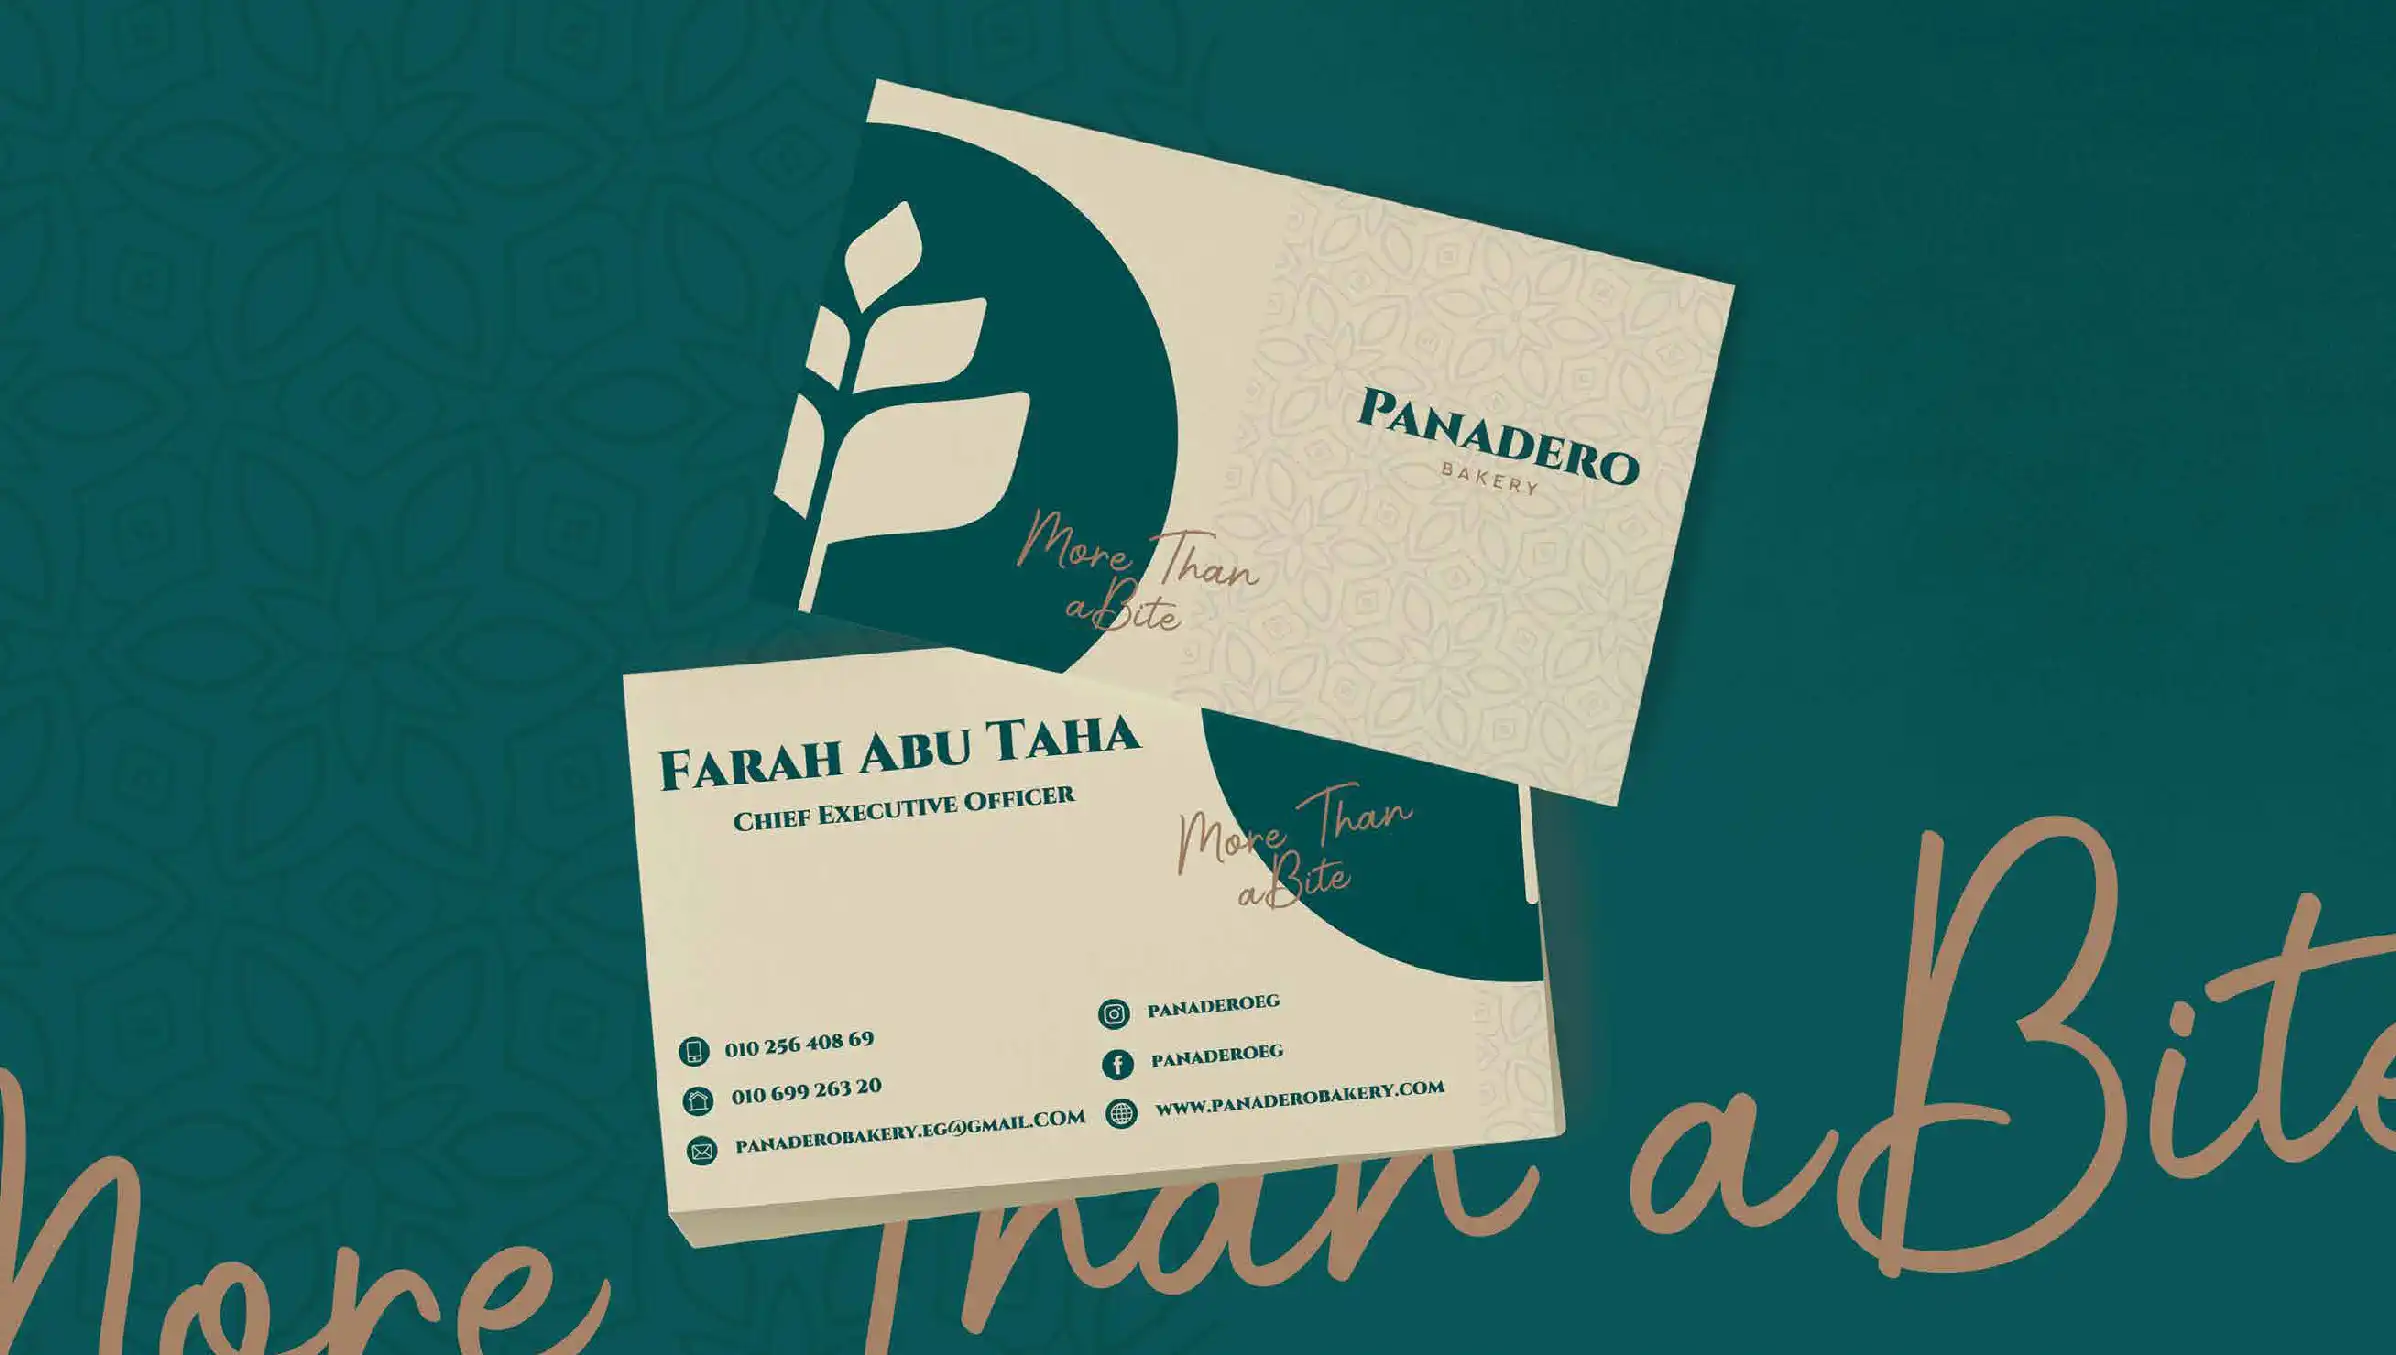 PANADERO
BAKERY
More Than
a Bite
FARAH ABU TAHA
CHIEF EXECUTIVE OFFICER
More Than
a Bite
010 256 408 69
010 699 263 20
PANADEROBAKERY.EG@GMAIL.COM
PANADEROEG
PANADEROEG
WWW.PANADEROBAKERY.COM
More Than a Bite